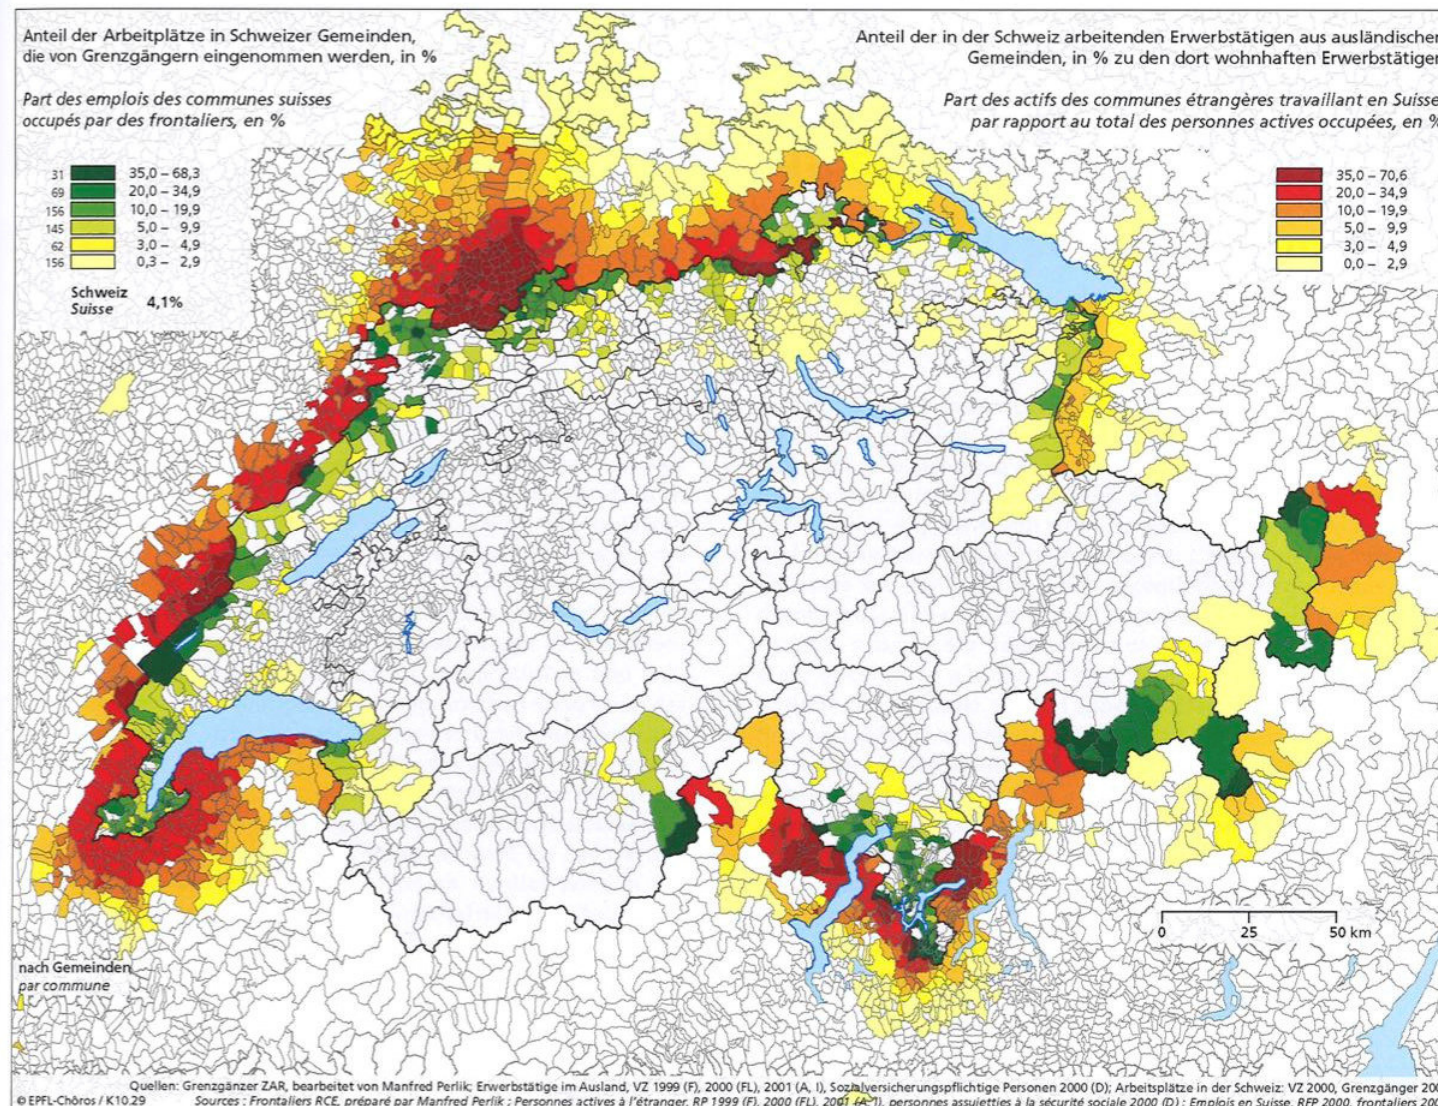 Anteil der Arbeitplätze in Schweizer Gemeinden,
die von Grenzgängern eingenommen werden, in %
Part des emplois des communes suisses
occupés par des frontaliers, en %
31 35,0 – 68,3
69 20,0 – 34,9
156 10,0 – 19,9
145 5,0 – 9,9
62 3,0 – 4,9
156 0,3 – 2,9
Schweiz
Suisse 4,1%
Anteil der in der Schweiz arbeitenden Erwerbstätigen aus ausländischen
Gemeinden, in % zu den dort wohnhaften Erwerbstätigen
Part des actifs des communes étrangères travaillant en Suisse
par rapport au total des personnes actives occupées, en %
35,0 – 70,6
20,0 – 34,9
10,0 – 19,9
5,0 – 9,9
3,0 – 4,9
0,0 – 2,9
0 25 50 km
nach Gemeinden
par commune
Quellen: Grenzgänzer ZAR, bearbeitet von Manfred Perlik; Erwerbstätige im Ausland, VZ 1999 (F), 2000 (FL), 2001 (A, I), Sozialversicherungspflichtige Personen 2000 (D); Arbeitsplätze in der Schweiz: VZ 2000, Grenzgänger 200
© EPFL-Chôros / K10.29 Sources : Frontaliers RCE, préparé par Manfred Perlik ; Personnes actives à l'étranger, RP 1999 (F), 2000 (FL), 2001 (A, I), personnes assujetties à la sécurité sociale 2000 (D) ; Emplois en Suisse, RFP 2000, frontaliers 200